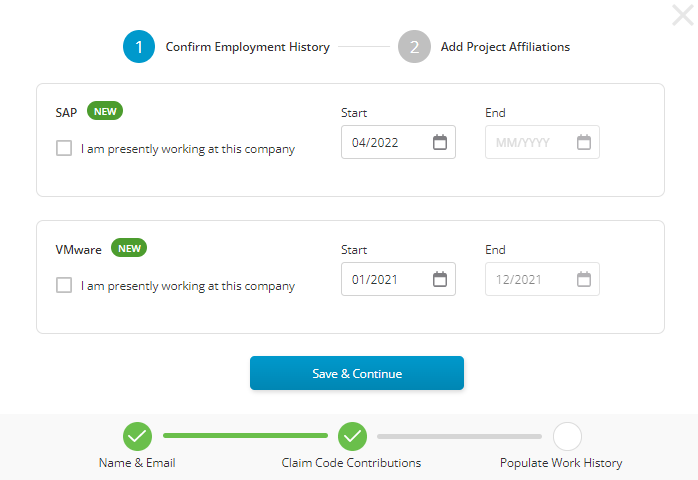 1 Confirm Employment History 2 Add Project Affiliations
SAP NEW
I am presently working at this company
Start
04/2022
End
MM/YYYY
VMware NEW
I am presently working at this company
Start
01/2021
End
12/2021
Save & Continue
Name & Email
Claim Code Contributions
Populate Work History